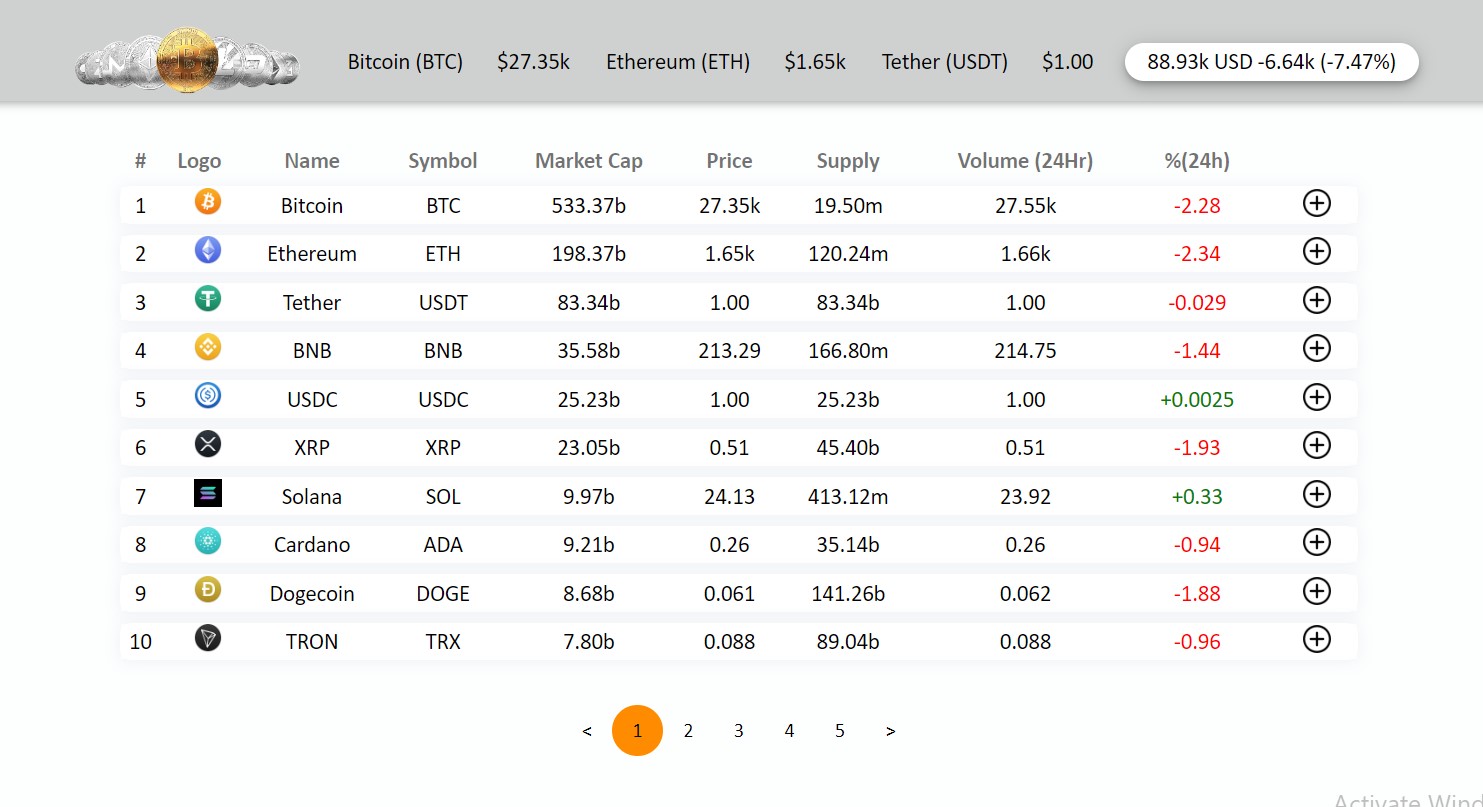 Bitcoin (BTC) $27.35k Ethereum (ETH) $1.65k Tether (USDT) $1.00 88.93k USD -6.64k (-7.47%)
# Logo Name Symbol Market Cap Price Supply Volume (24Hr) %(24h)
1 Bitcoin BTC 533.37b 27.35k 19.50m 27.55k -2.28
2 Ethereum ETH 198.37b 1.65k 120.24m 1.66k -2.34
3 Tether USDT 83.34b 1.00 83.34b 1.00 -0.029
4 BNB BNB 35.58b 213.29 166.80m 214.75 -1.44
5 USDC USDC 25.23b 1.00 25.23b 1.00 +0.0025
6 XRP XRP 23.05b 0.51 45.40b 0.51 -1.93
7 Solana SOL 9.97b 24.13 413.12m 23.92 +0.33
8 Cardano ADA 9.21b 0.26 35.14b 0.26 -0.94
9 Dogecoin DOGE 8.68b 0.061 141.26b 0.062 -1.88
10 TRON TRX 7.80b 0.088 89.04b 0.088 -0.96
< 1 2 3 4 5 >
Activate Wind